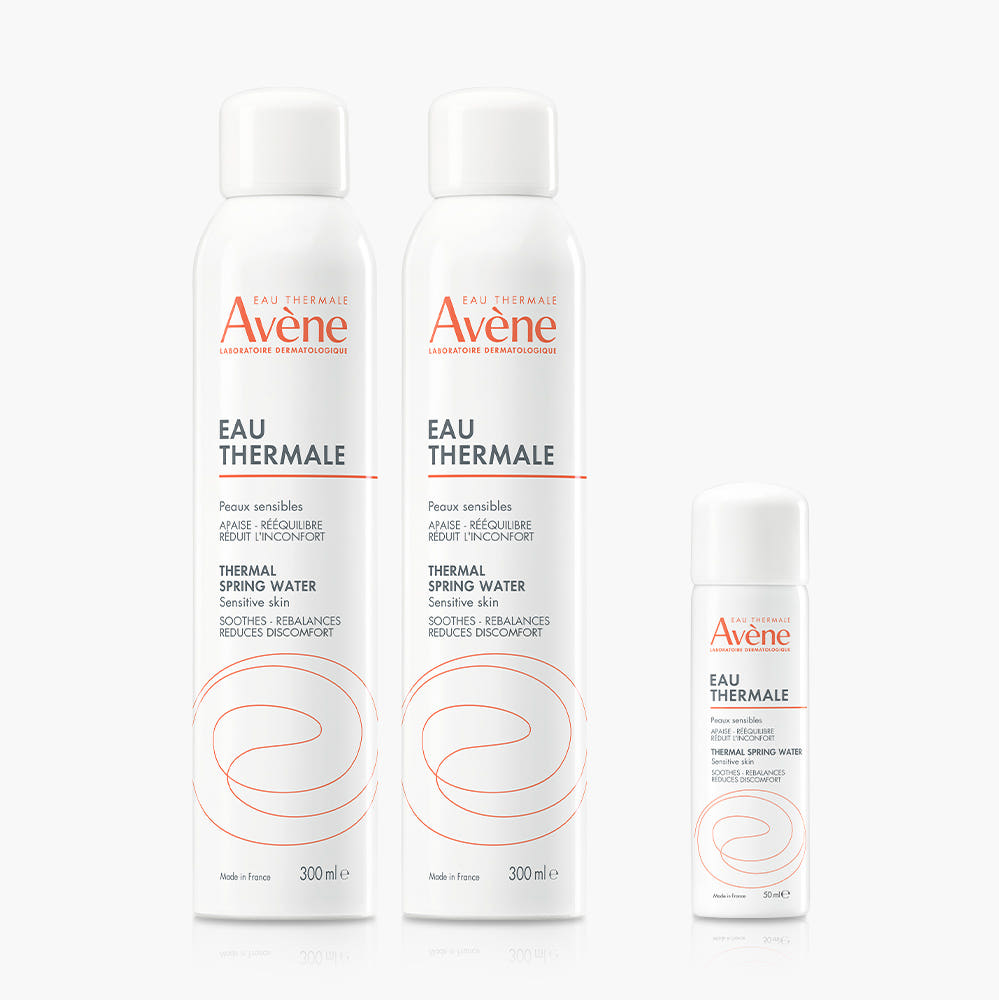 EAU THERMALE
Avène
LABORATOIRE DERMATOLOGIQUE
EAU
THERMALE
Peaux sensibles
APAISE - RÉÉQUILIBRE
RÉDUIT L'INCONFORT
THERMAL
SPRING WATER
Sensitive skin
SOOTHES - REBALANCES
REDUCES DISCOMFORT
Made in France 300 ml e
EAU THERMALE
Avène
LABORATOIRE DERMATOLOGIQUE
EAU
THERMALE
Peaux sensibles
APAISE - RÉÉQUILIBRE
RÉDUIT L'INCONFORT
THERMAL
SPRING WATER
Sensitive skin
SOOTHES - REBALANCES
REDUCES DISCOMFORT
Made in France 300 ml e
EAU THERMALE
Avène
LABORATOIRE DERMATOLOGIQUE
EAU
THERMALE
Peaux sensibles
APAISE - RÉÉQUILIBRE
RÉDUIT L'INCONFORT
THERMAL SPRING WATER
Sensitive skin
SOOTHES - REBALANCES
REDUCES DISCOMFORT
Made in France 50 ml e